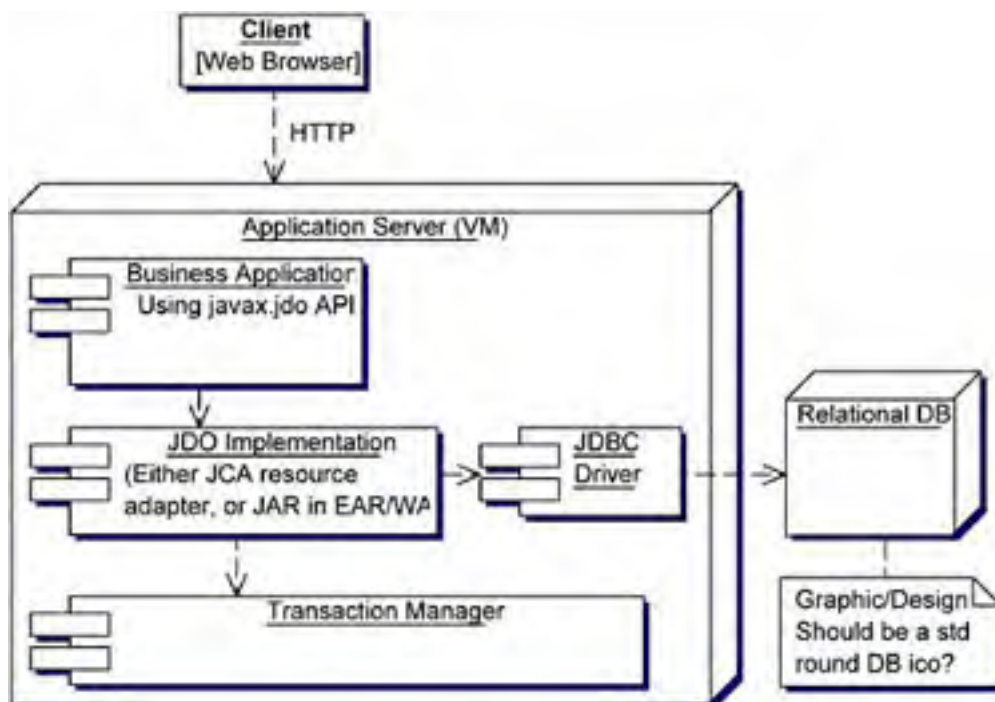 Client
[Web Browser]
HTTP
Application Server (VM)
Business Application
Using javax.jdo API
JDO Implementation
(Either JCA resource
adapter, or JAR in EAR/WA
JDBC
Driver
Relational DB
Transaction Manager
Graphic/Design
Should be a std
round DB ico?